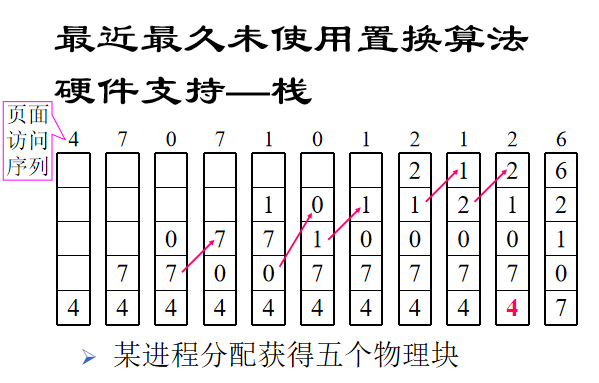 最近最久未使用置换算法
硬件支持—栈
页面
访问
序列
4 7 0 7 1 0 1 2 1 2 6
2 1 2 6
1 0 1 1 2 1 2
0 7 7 1 0 0 0 0 1
7 7 0 0 7 7 7 7 7 0
4 4 4 4 4 4 4 4 4 4 7
某进程分配获得五个物理块